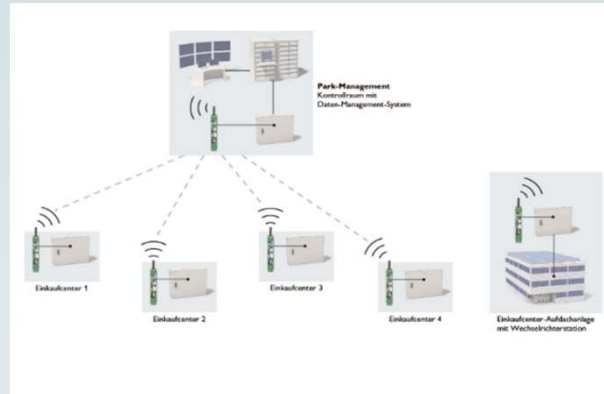 Park-Management
Kontrollraum mit
Daten-Management-System
Einkaufcenter 1
Einkaufcenter 2
Einkaufcenter 3
Einkaufcenter 4
Einkaufcenter-Aufdachanlage
mit Wechselrichterstation